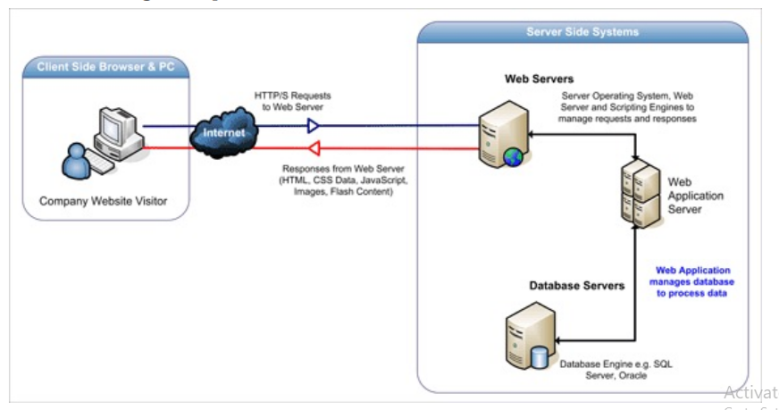 Server Side Systems
Client Side Browser & PC
Web Servers
HTTP/S Requests
to Web Server
Server Operating System, Web
Server and Scripting Engines to
manage requests and responses
Internet
Responses from Web Server
(HTML, CSS Data, JavaScript,
Images, Flash Content)
Company Website Visitor
Web
Application
Server
Web Application
manages database
to process data
Database Servers
Database Engine e.g. SQL
Server, Oracle
Activat